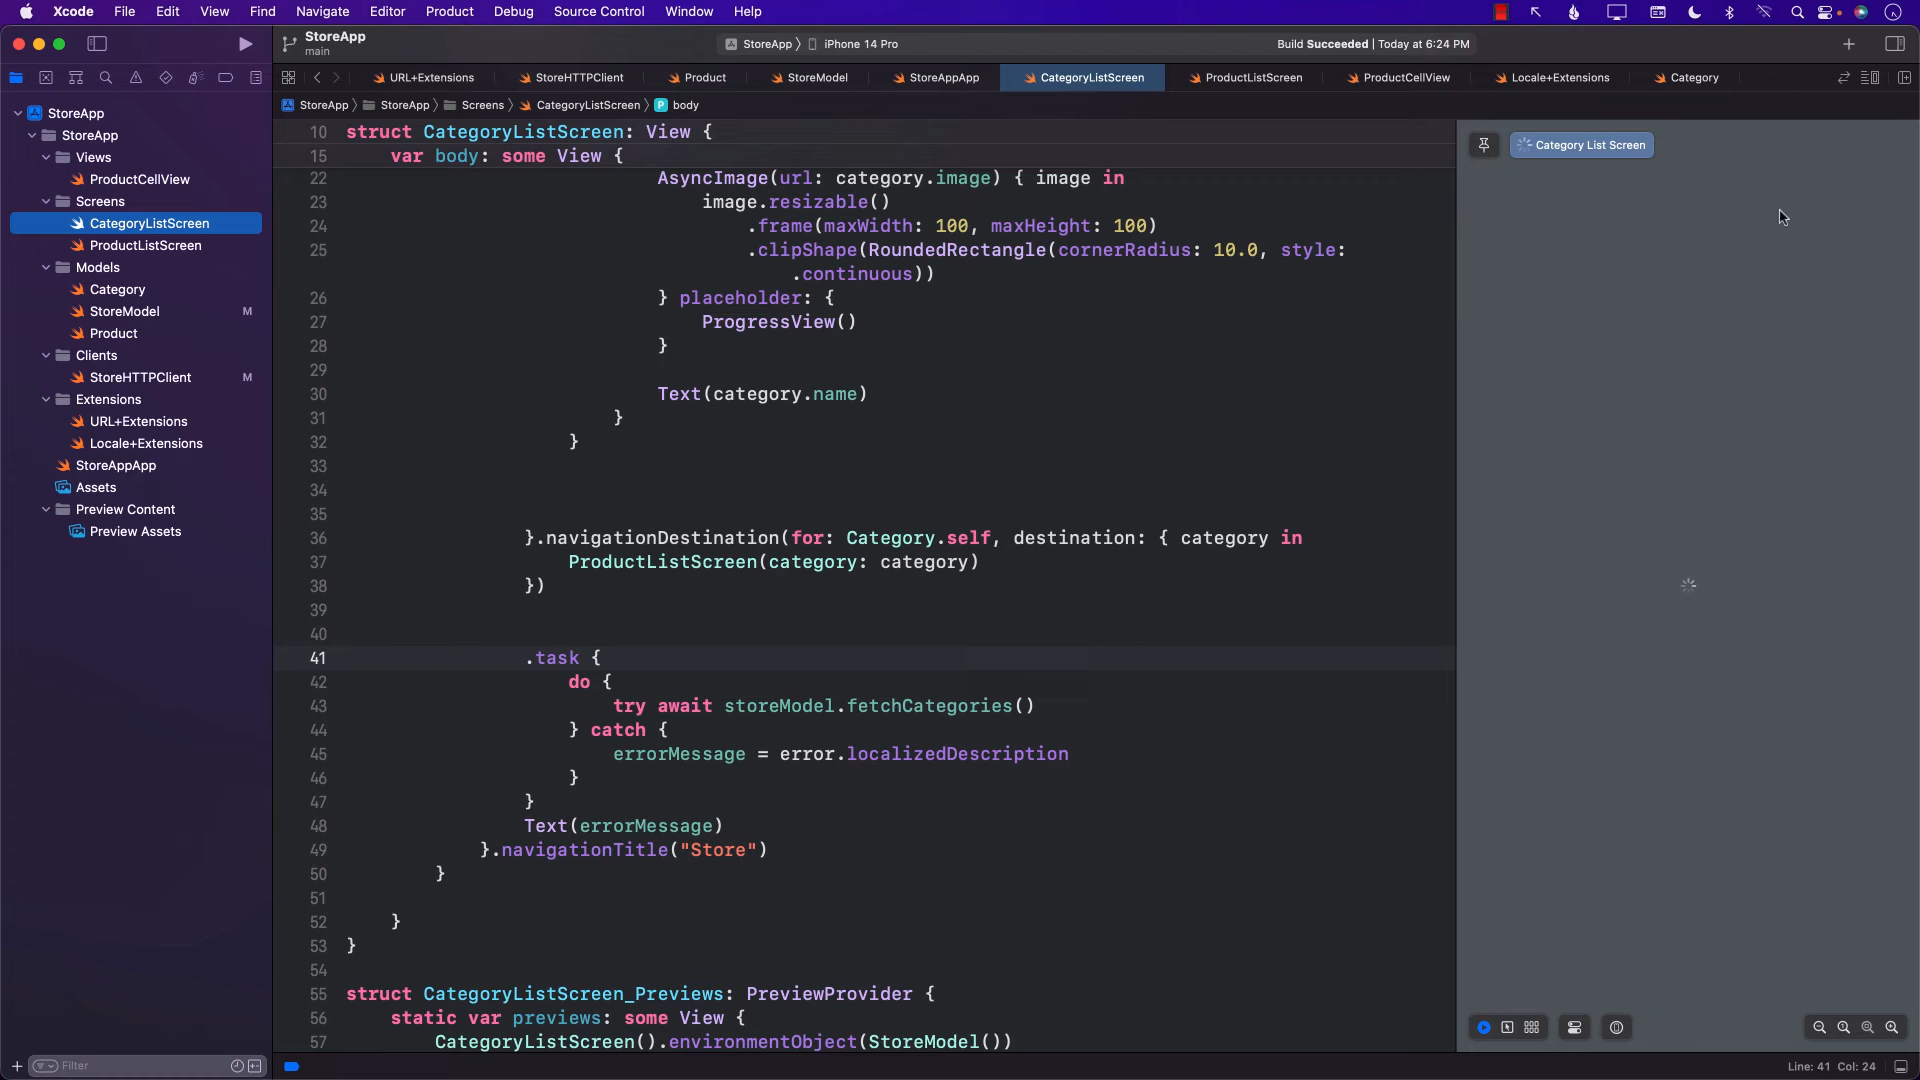 Xcode File Edit View Find Navigate Editor Product Debug Source Control Window Help
StoreApp
main
StoreApp 〉 iPhone 14 Pro
Build Succeeded | Today at 6:24 PM
URL+Extensions StoreHTTPClient Product StoreModel StoreAppApp CategoryListScreen ProductListScreen ProductCellView Locale+Extensions Category
StoreApp 〉 StoreApp 〉 Screens 〉 CategoryListScreen 〉 P body
StoreApp
StoreApp
Views
ProductCellView
Screens
CategoryListScreen
ProductListScreen
Models
Category
StoreModel M
Product
Clients
StoreHTTPClient M
Extensions
URL+Extensions
Locale+Extensions
StoreAppApp
Assets
Preview Content
Preview Assets
Filter
10 struct CategoryListScreen: View {
15 var body: some View {
22 AsyncImage(url: category.image) { image in
23 image.resizable()
24 .frame(maxWidth: 100, maxHeight: 100)
25 .clipShape(RoundedRectangle(cornerRadius: 10.0, style:
.continuous))
26 } placeholder: {
27 ProgressView()
28 }
29
30 Text(category.name)
31 }
32 }
33
34
35
36 }.navigationDestination(for: Category.self, destination: { category in
37 ProductListScreen(category: category)
38 })
39
40
41 .task {
42 do {
43 try await storeModel.fetchCategories()
44 } catch {
45 errorMessage = error.localizedDescription
46 }
47 }
48 Text(errorMessage)
49 }.navigationTitle("Store")
50 }
51
52 }
53 }
54
55 struct CategoryListScreen_Previews: PreviewProvider {
56 static var previews: some View {
57 CategoryListScreen().environmentObject(StoreModel())
Category List Screen
Line: 41 Col: 24